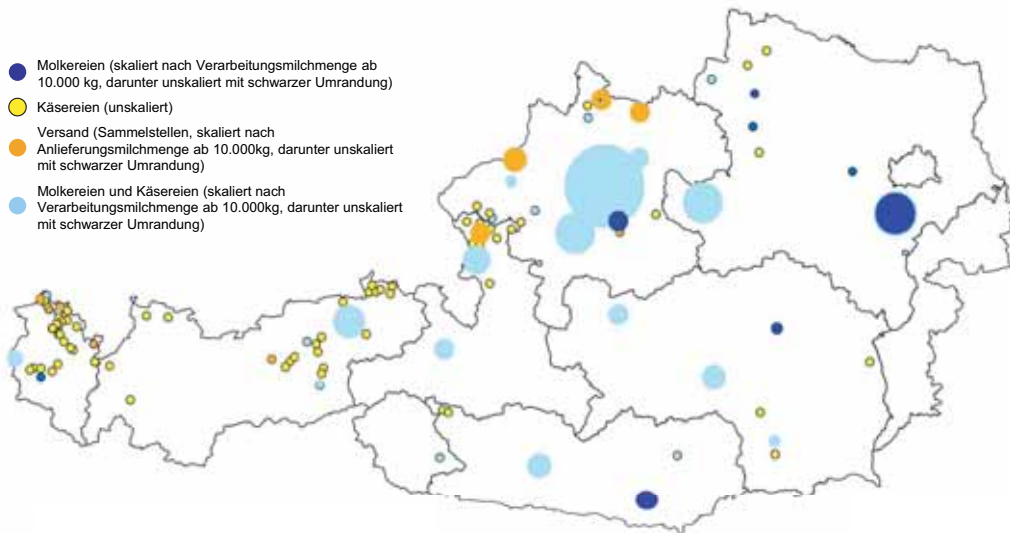 Molkereien (skaliert nach Verarbeitungsmilchmenge ab
10.000 kg, darunter unskaliert mit schwarzer Umrandung)
Käsereien (unskaliert)
Versand (Sammelstellen, skaliert nach
Anlieferungsmilchmenge ab 10.000kg, darunter unskaliert
mit schwarzer Umrandung)
Molkereien und Käsereien (skaliert nach
Verarbeitungsmilchmenge ab 10.000kg, darunter unskaliert
mit schwarzer Umrandung)